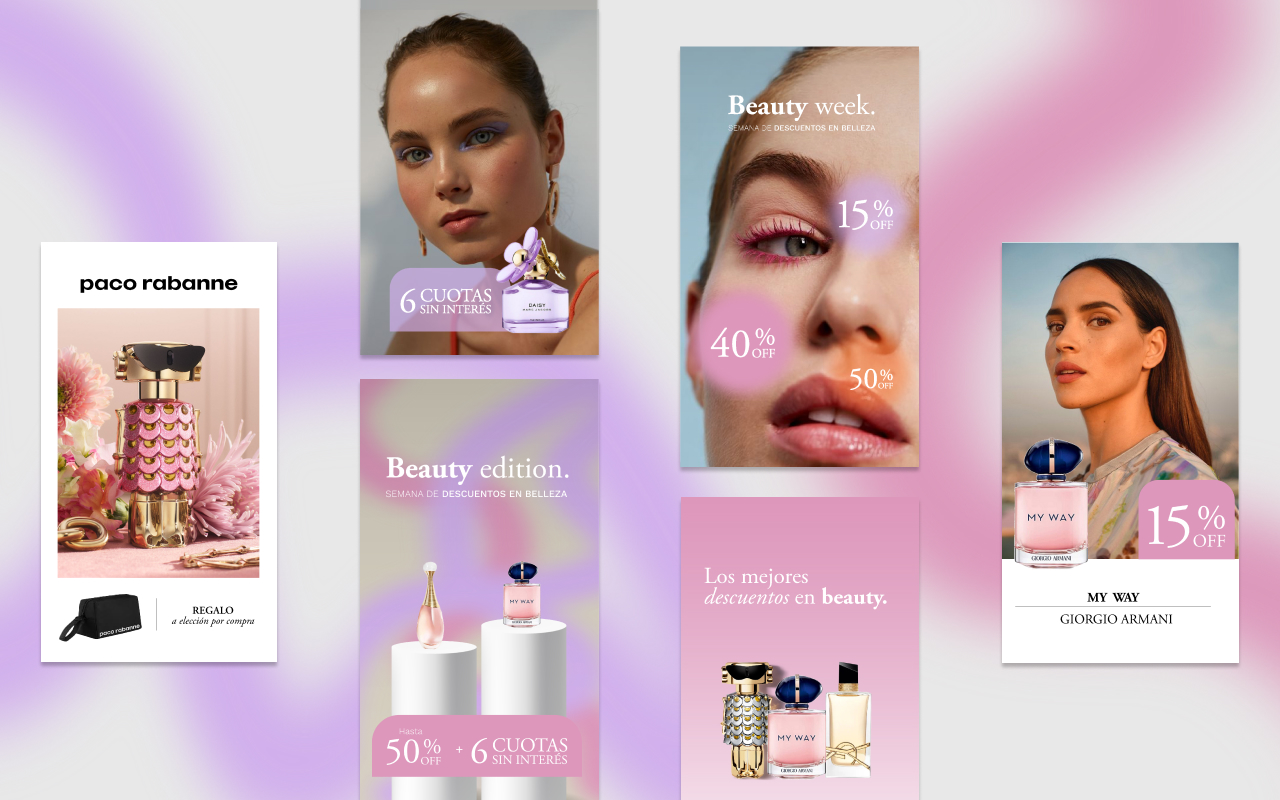 paco rabanne
paco rabanne
REGALO
a elección por compra
6 CUOTAS
SIN INTERÉS
DAISY
MARC JACOBS
Beauty edition.
SEMANA DE DESCUENTOS EN BELLEZA
MY WAY
GIORGIO ARMANI
Hasta
50% OFF + 6 CUOTAS
SIN INTERÉS
Beauty week.
SEMANA DE DESCUENTOS EN BELLEZA
15% OFF
40% OFF
50% OFF
Los mejores
descuentos en beauty.
MY WAY
GIORGIO ARMANI
MY WAY
GIORGIO ARMANI
15% OFF
MY WAY
GIORGIO ARMANI